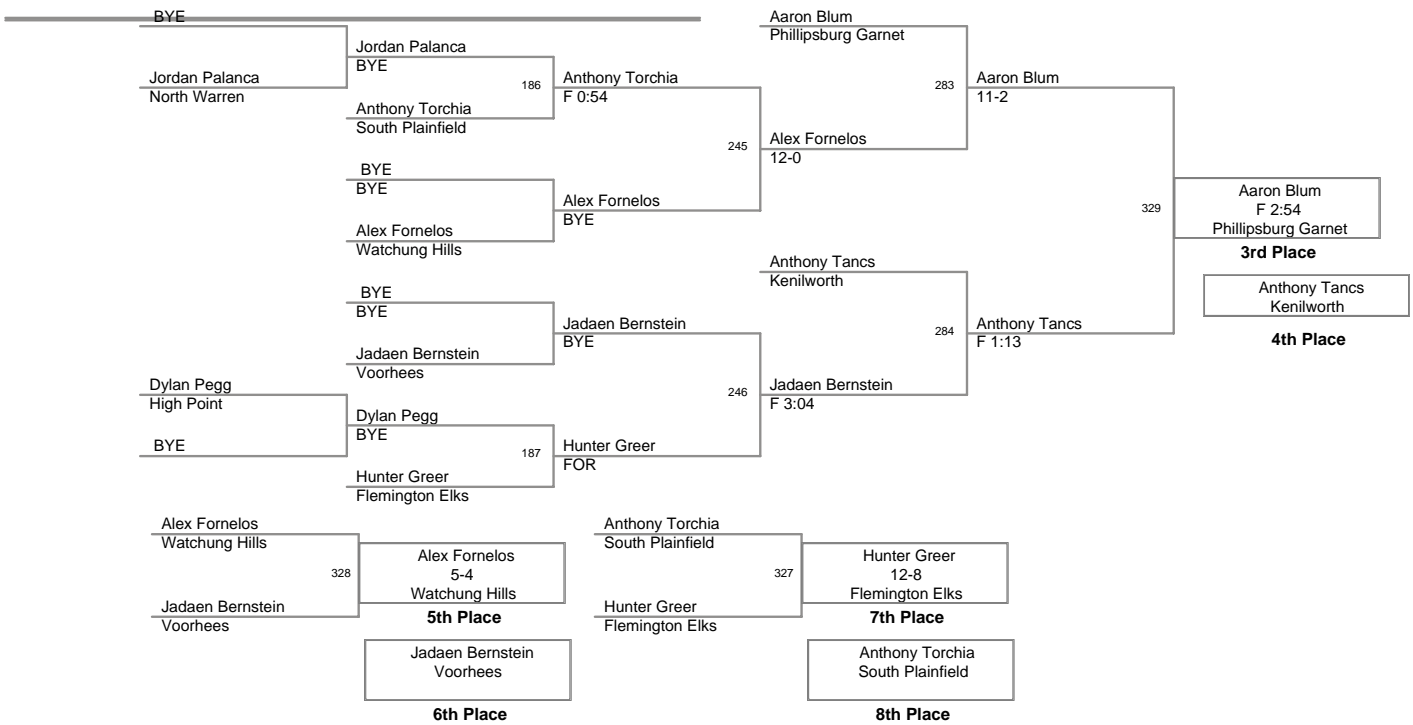 BYE
Jordan Palanca
North Warren
Jordan Palanca
BYE
186
Anthony Torchia
South Plainfield
Anthony Torchia
F 0:54
BYE
BYE
Alex Fornelos
Watchung Hills
Alex Fornelos
BYE
245
Alex Fornelos
12-0
Aaron Blum
Phillipsburg Garnet
283
Aaron Blum
11-2
BYE
BYE
Jadaen Bernstein
Voorhees
Jadaen Bernstein
BYE
Dylan Pegg
High Point
BYE
Dylan Pegg
BYE
187
Hunter Greer
Flemington Elks
Hunter Greer
FOR
246
Jadaen Bernstein
F 3:04
Anthony Tancs
Kenilworth
284
Anthony Tancs
F 1:13
329
Aaron Blum
F 2:54
Phillipsburg Garnet
3rd Place
Anthony Tancs
Kenilworth
4th Place
Alex Fornelos
Watchung Hills
328
Jadaen Bernstein
Voorhees
Alex Fornelos
5-4
Watchung Hills
5th Place
Jadaen Bernstein
Voorhees
6th Place
Anthony Torchia
South Plainfield
327
Hunter Greer
Flemington Elks
Hunter Greer
12-8
Flemington Elks
7th Place
Anthony Torchia
South Plainfield
8th Place